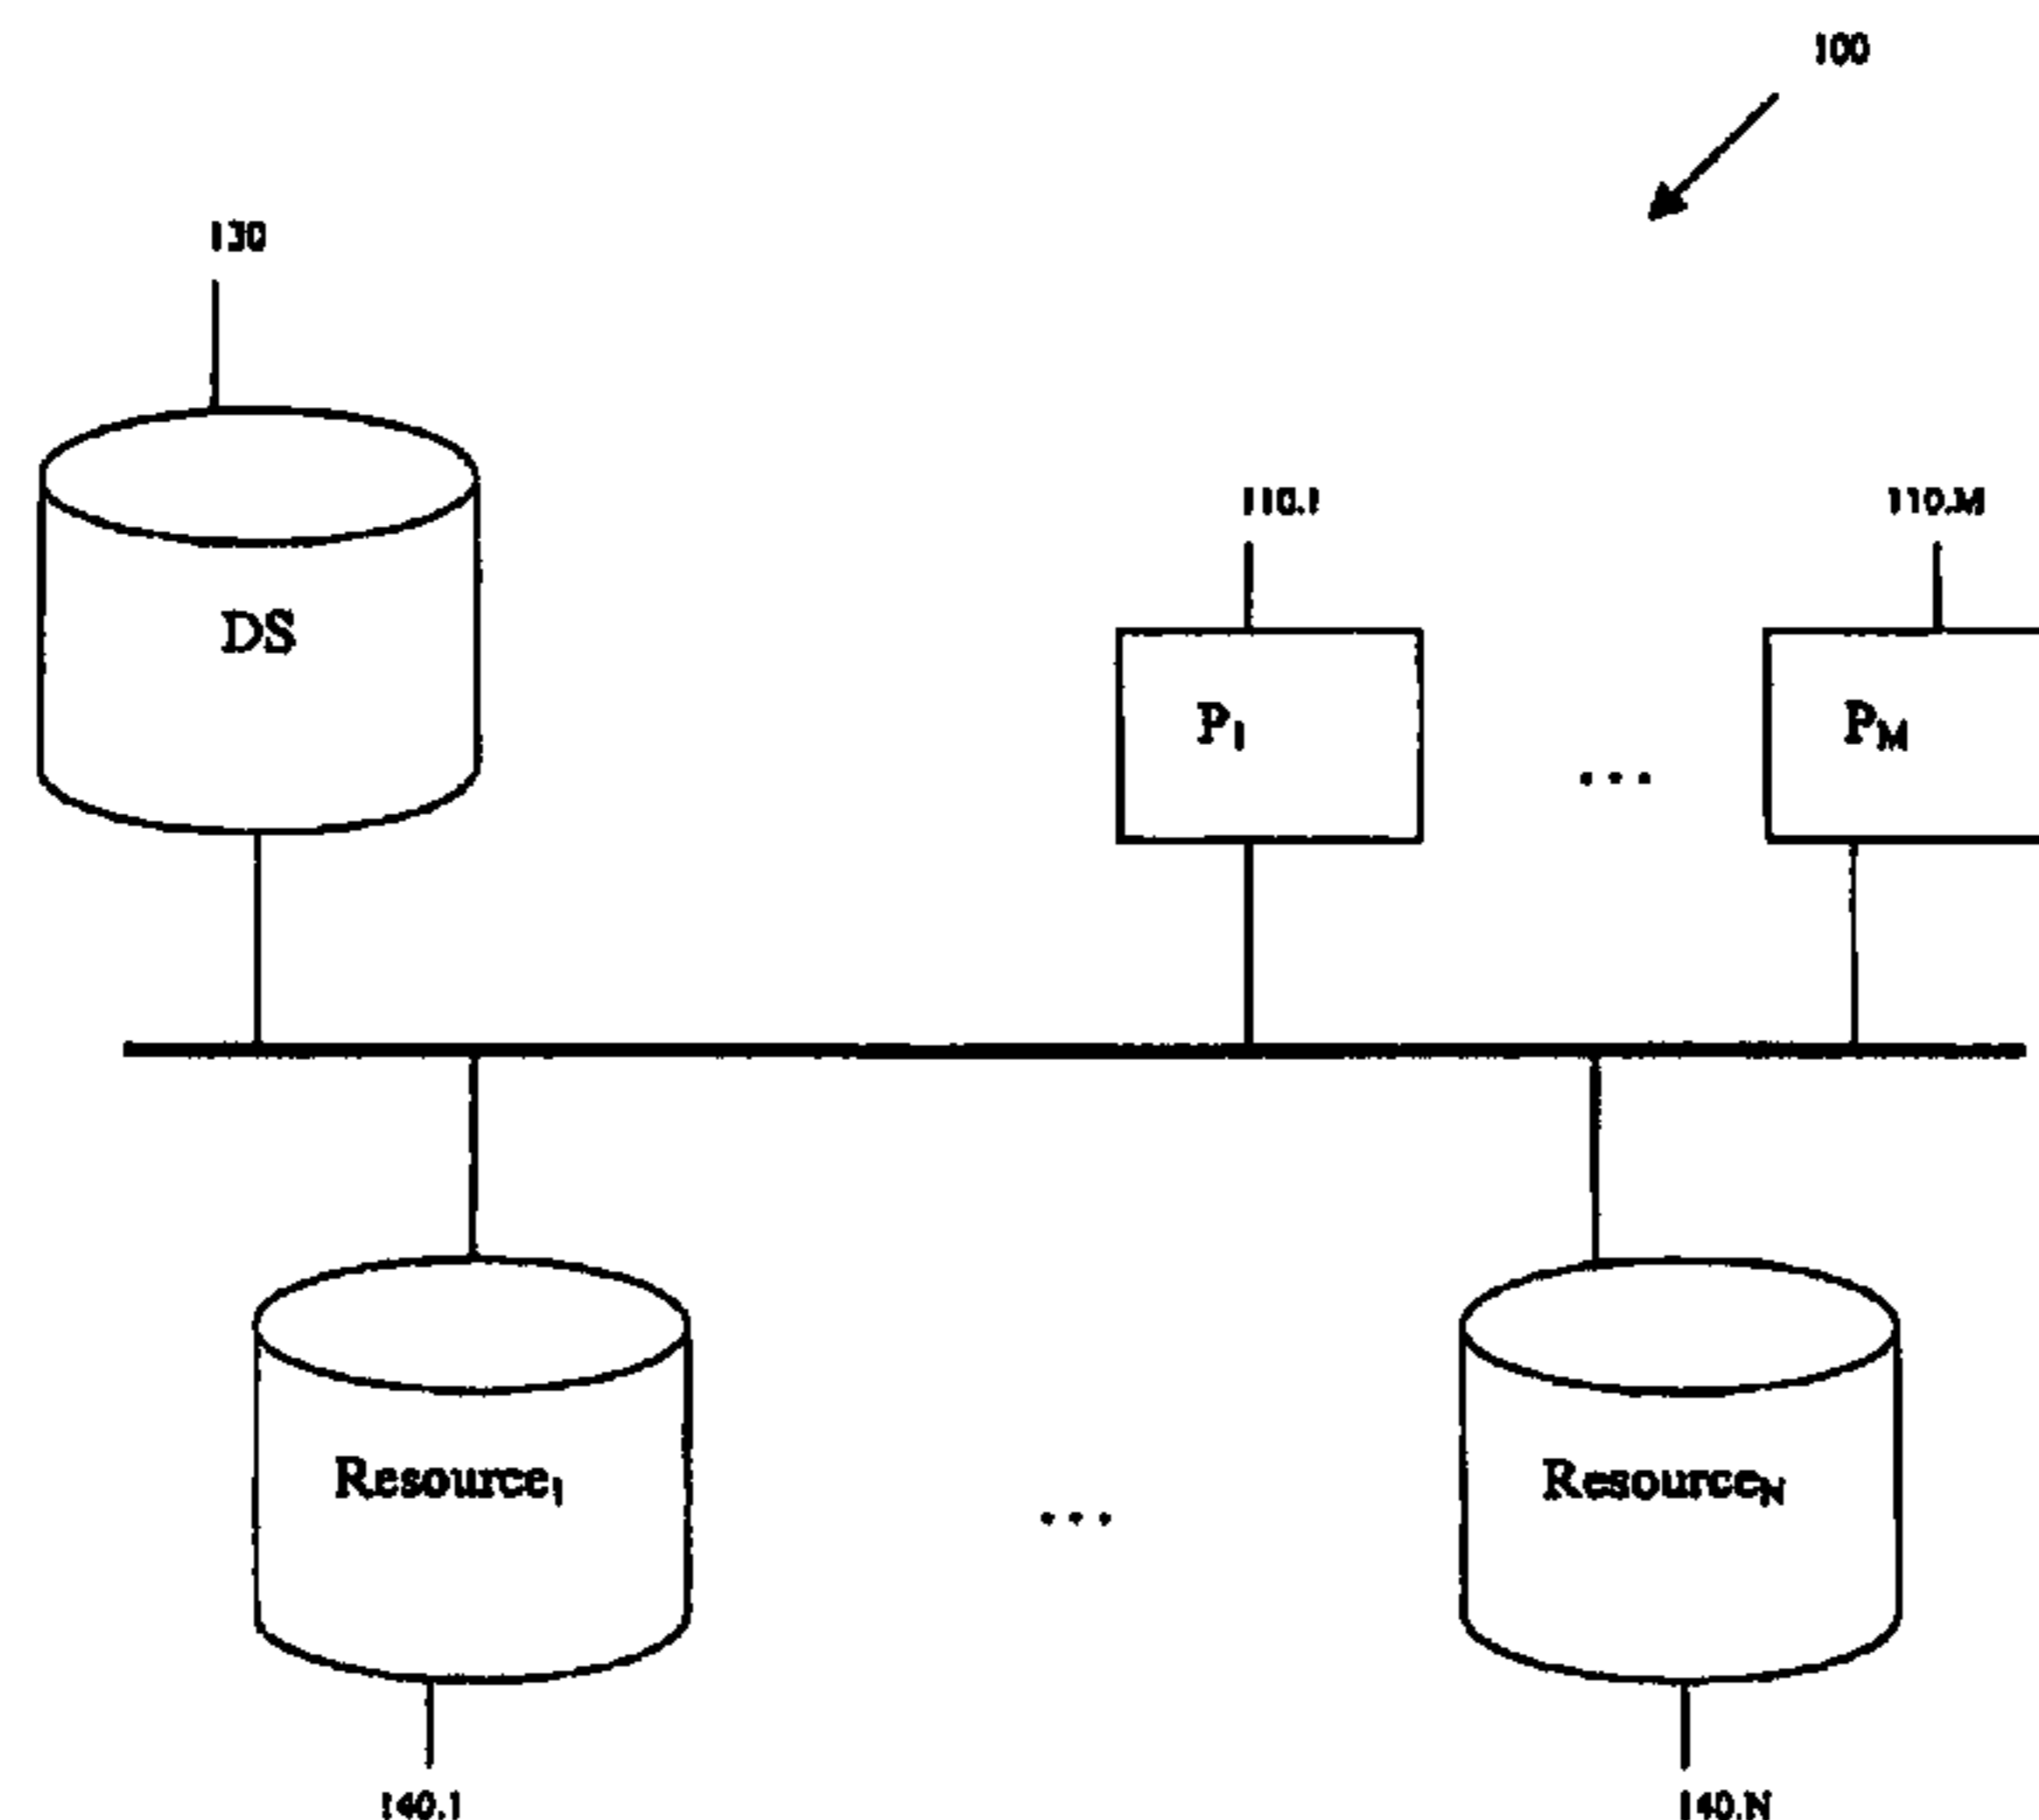 100
130
110.1
110.M
DS
P1
PM
...
Resource1
ResourceN
...
140.1
140.N